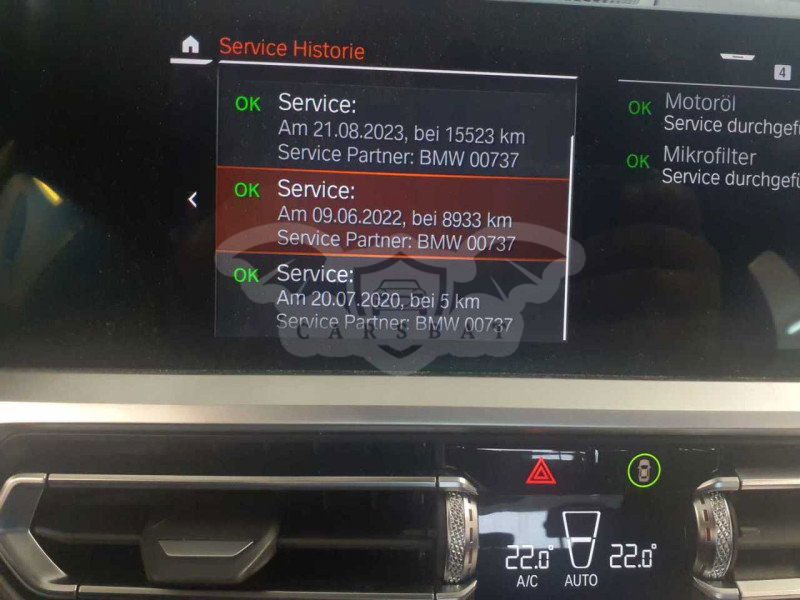 Service Historie
4
OK Service:
Am 21.08.2023, bei 15523 km
Service Partner: BMW 00737
OK Service:
Am 09.06.2022, bei 8933 km
Service Partner: BMW 00737
OK Service:
Am 20.07.2020, bei 5 km
Service Partner: BMW 00737
OK Motoröl
Service durchgefü
OK Mikrofilter
Service durchgefü
CARSBAY
22.0° 22.0°
A/C AUTO